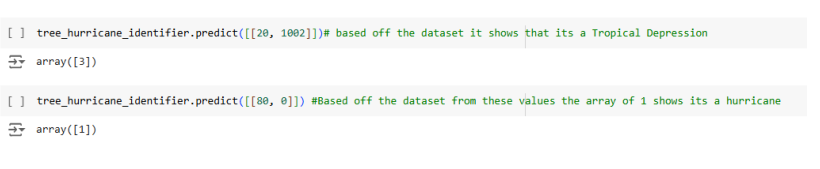 [ ] tree_hurricane_identifier.predict([[20, 1002]])# based off the dataset it shows that its a Tropical Depression
array([3])
[ ] tree_hurricane_identifier.predict([[80, 0]]) #Based off the dataset from these values the array of 1 shows its a hurricane
array([1])